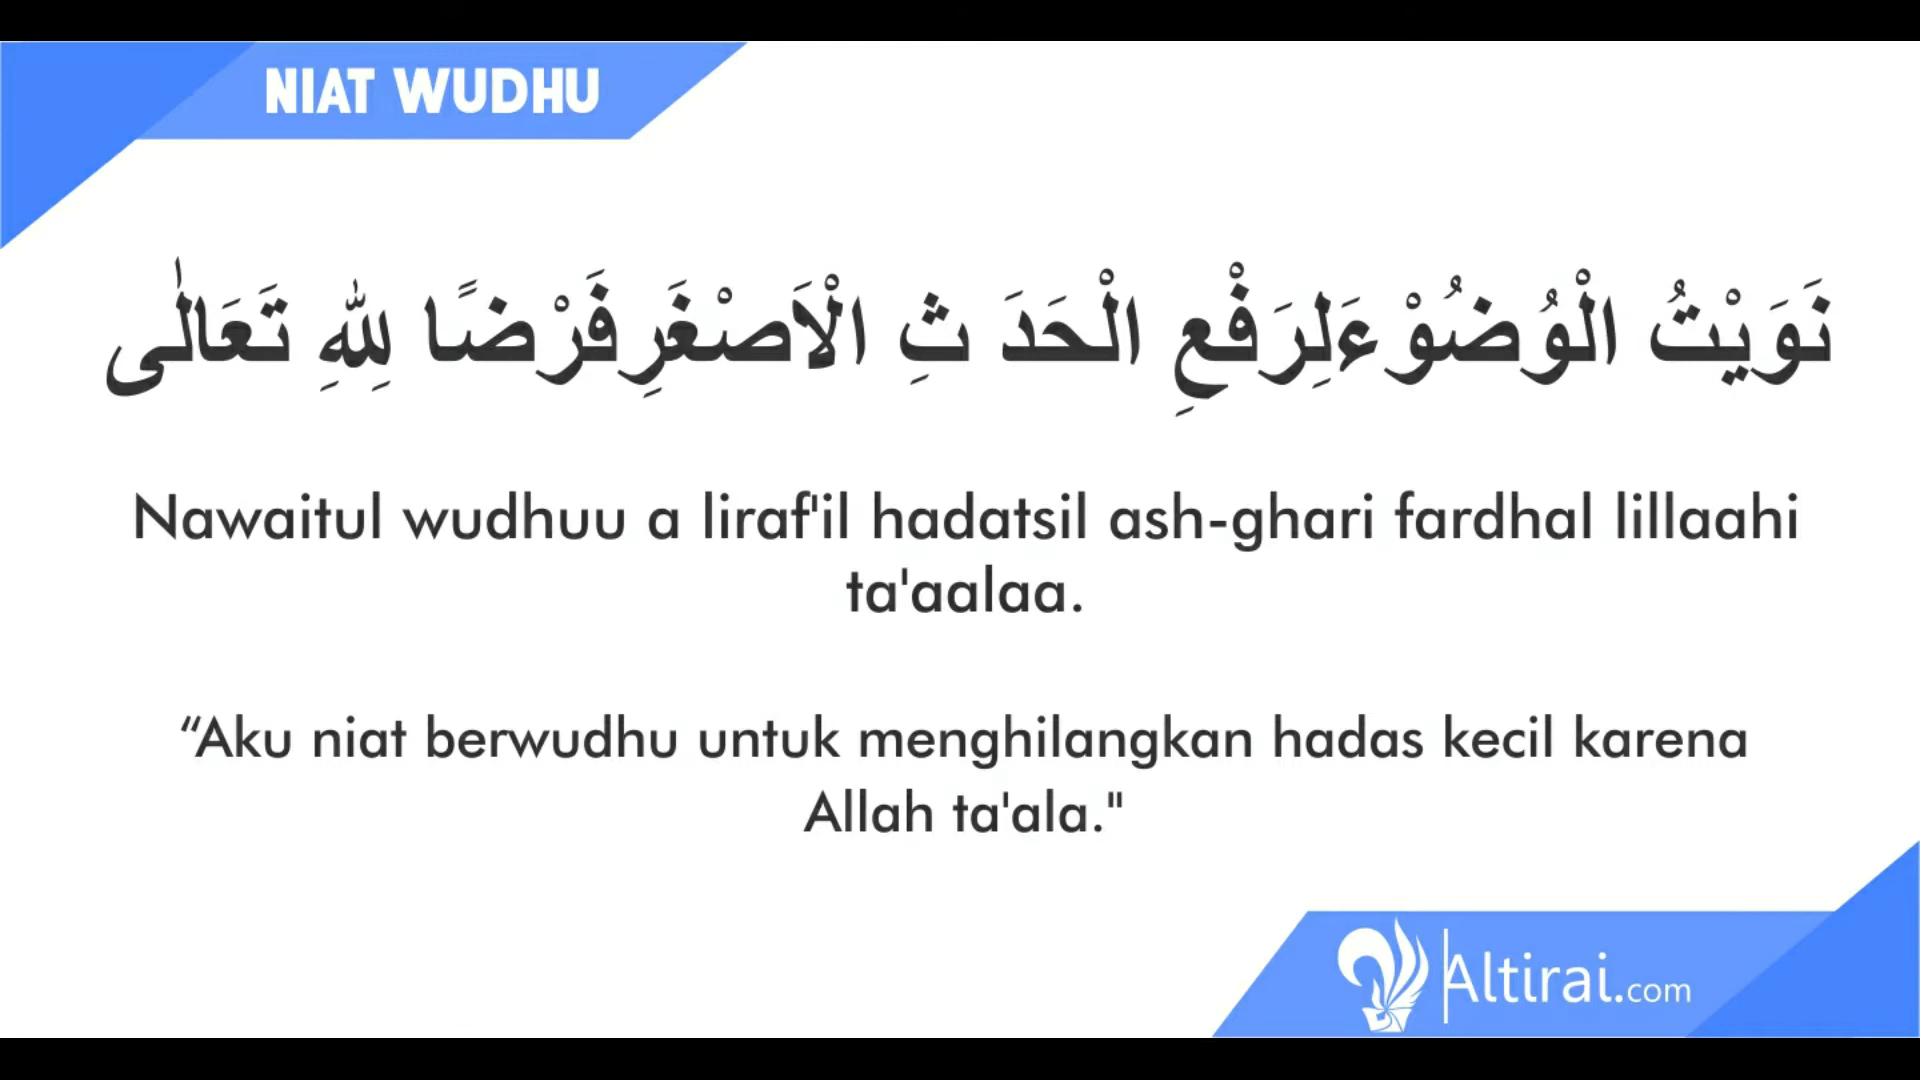 NIAT WUDHU
نَوَيْتُ الْوُضُوْءَلِرَفْعِ الْحَدَ ثِ الْاَصْغَرِفَرْضًا لِلّٰهِ تَعَالٰى
Nawaitul wudhuu a liraf'il hadatsil ash-ghari fardhal lillaahi
ta'aalaa.
“Aku niat berwudhu untuk menghilangkan hadas kecil karena
Allah ta'ala."
Altirai.com